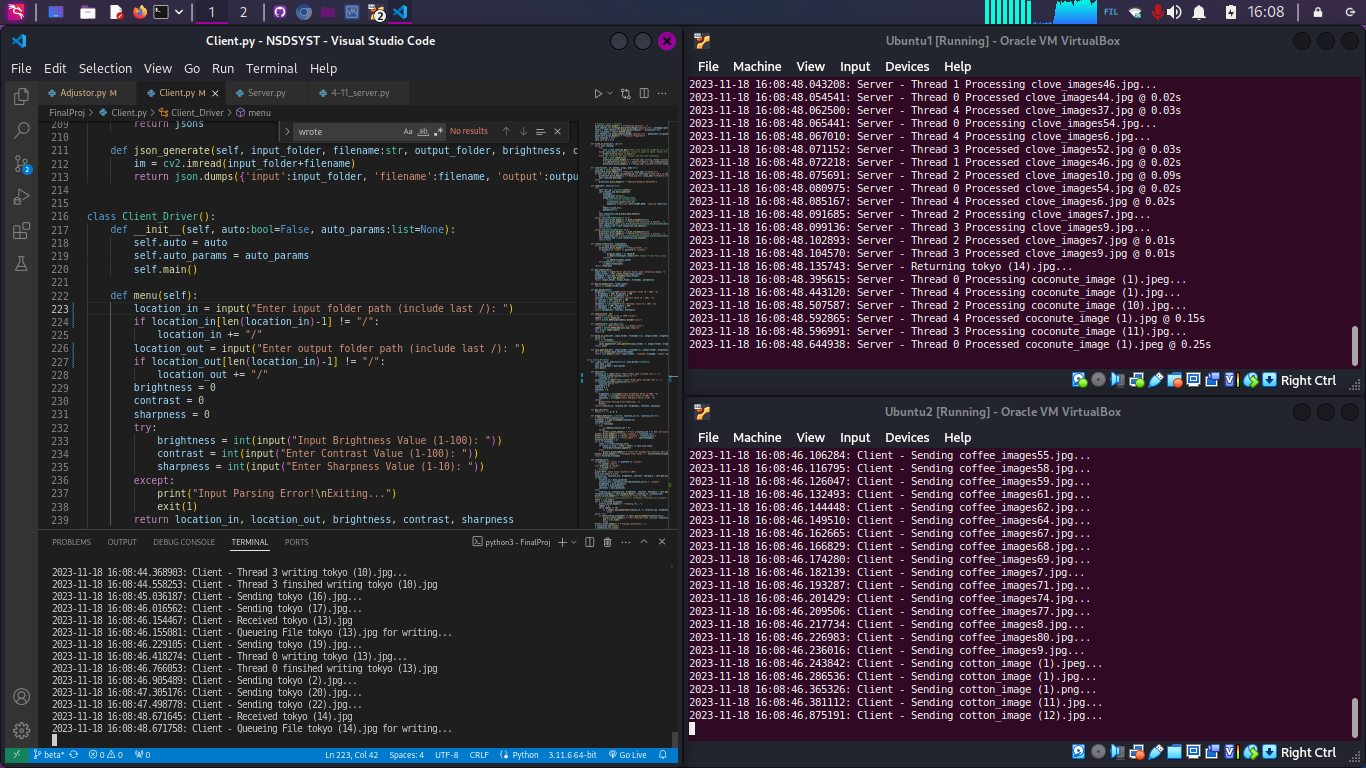 1
2
2
FIL
16:08
Client.py - NSDSYST - Visual Studio Code
File Edit Selection View Go Run Terminal Help
Adjustor.py M
Client.py M
Server.py
4-11_server.py
FinalProj > Client.py > Client_Driver > menu
wrote
Aa
ab
No results
209 return jsons
210
211 def json_generate(self, input_folder, filename:str, output_folder, brightness, c
212 im = cv2.imread(input_folder+filename)
213 return json.dumps({'input':input_folder, 'filename':filename, 'output':outpu
214
215
216 class Client_Driver():
217 def __init__(self, auto:bool=False, auto_params:list=None):
218 self.auto = auto
219 self.auto_params = auto_params
220 self.main()
221
222 def menu(self):
223 location_in = input("Enter input folder path (include last /): ")
224 if location_in[len(location_in)-1] != "/":
225 location_in += "/"
226 location_out = input("Enter output folder path (include last /): ")
227 if location_out[len(location_out)-1] != "/":
228 location_out += "/"
229 brightness = 0
230 contrast = 0
231 sharpness = 0
232 try:
233 brightness = int(input("Input Brightness Value (1-100): "))
234 contrast = int(input("Enter Contrast Value (1-100): "))
235 sharpness = int(input("Enter Sharpness Value (1-10): "))
236 except:
237 print("Input Parsing Error!\nExiting...")
238 exit(1)
239 return location_in, location_out, brightness, contrast, sharpness
PROBLEMS OUTPUT DEBUG CONSOLE TERMINAL PORTS
python3 - FinalProj
2023-11-18 16:08:44.368903: Client - Thread 3 writing tokyo (10).jpg...
2023-11-18 16:08:44.558253: Client - Thread 3 finsihed writing tokyo (10).jpg
2023-11-18 16:08:45.036187: Client - Sending tokyo (16).jpg...
2023-11-18 16:08:46.016562: Client - Sending tokyo (17).jpg...
2023-11-18 16:08:46.154467: Client - Received tokyo (13).jpg
2023-11-18 16:08:46.155081: Client - Queueing File tokyo (13).jpg for writing...
2023-11-18 16:08:46.229105: Client - Sending tokyo (19).jpg...
2023-11-18 16:08:46.418274: Client - Thread 0 writing tokyo (13).jpg...
2023-11-18 16:08:46.766053: Client - Thread 0 finsihed writing tokyo (13).jpg
2023-11-18 16:08:46.905489: Client - Sending tokyo (2).jpg...
2023-11-18 16:08:47.305176: Client - Sending tokyo (20).jpg...
2023-11-18 16:08:47.498778: Client - Sending tokyo (22).jpg...
2023-11-18 16:08:48.671645: Client - Received tokyo (14).jpg
2023-11-18 16:08:48.671758: Client - Queueing File tokyo (14).jpg for writing...
beta* 0 0 0 Ln 223, Col 42 Spaces: 4 UTF-8 CRLF Python 3.11.6 64-bit Go Live
Ubuntu1 [Running] - Oracle VM VirtualBox
File Machine View Input Devices Help
2023-11-18 16:08:48.043208: Server - Thread 1 Processing clove_images46.jpg...
2023-11-18 16:08:48.054541: Server - Thread 0 Processed clove_images44.jpg @ 0.02s
2023-11-18 16:08:48.062500: Server - Thread 4 Processed clove_images37.jpg @ 0.03s
2023-11-18 16:08:48.065441: Server - Thread 0 Processing clove_images54.jpg...
2023-11-18 16:08:48.067010: Server - Thread 4 Processing clove_images6.jpg...
2023-11-18 16:08:48.071152: Server - Thread 3 Processed clove_images52.jpg @ 0.03s
2023-11-18 16:08:48.072218: Server - Thread 1 Processed clove_images46.jpg @ 0.02s
2023-11-18 16:08:48.075691: Server - Thread 2 Processed clove_images10.jpg @ 0.09s
2023-11-18 16:08:48.080975: Server - Thread 0 Processed clove_images54.jpg @ 0.02s
2023-11-18 16:08:48.085167: Server - Thread 4 Processed clove_images6.jpg @ 0.02s
2023-11-18 16:08:48.091685: Server - Thread 2 Processing clove_images7.jpg...
2023-11-18 16:08:48.099136: Server - Thread 3 Processing clove_images9.jpg...
2023-11-18 16:08:48.102893: Server - Thread 2 Processed clove_images7.jpg @ 0.01s
2023-11-18 16:08:48.104570: Server - Thread 3 Processed clove_images9.jpg @ 0.01s
2023-11-18 16:08:48.135743: Server - Returning tokyo (14).jpg...
2023-11-18 16:08:48.395615: Server - Thread 0 Processing coconute_image (1).jpeg...
2023-11-18 16:08:48.443120: Server - Thread 4 Processing coconute_image (1).jpg...
2023-11-18 16:08:48.507587: Server - Thread 2 Processing coconute_image (10).jpg...
2023-11-18 16:08:48.592865: Server - Thread 4 Processed coconute_image (1).jpg @ 0.15s
2023-11-18 16:08:48.596991: Server - Thread 3 Processing coconute_image (11).jpg...
2023-11-18 16:08:48.644938: Server - Thread 0 Processed coconute_image (1).jpeg @ 0.25s
Right Ctrl
Ubuntu2 [Running] - Oracle VM VirtualBox
File Machine View Input Devices Help
2023-11-18 16:08:46.106284: Client - Sending coffee_images55.jpg...
2023-11-18 16:08:46.116795: Client - Sending coffee_images58.jpg...
2023-11-18 16:08:46.126047: Client - Sending coffee_images59.jpg...
2023-11-18 16:08:46.132493: Client - Sending coffee_images61.jpg...
2023-11-18 16:08:46.144448: Client - Sending coffee_images62.jpg...
2023-11-18 16:08:46.149510: Client - Sending coffee_images64.jpg...
2023-11-18 16:08:46.162665: Client - Sending coffee_images67.jpg...
2023-11-18 16:08:46.166829: Client - Sending coffee_images68.jpg...
2023-11-18 16:08:46.174280: Client - Sending coffee_images69.jpg...
2023-11-18 16:08:46.182139: Client - Sending coffee_images7.jpg...
2023-11-18 16:08:46.193287: Client - Sending coffee_images71.jpg...
2023-11-18 16:08:46.201429: Client - Sending coffee_images74.jpg...
2023-11-18 16:08:46.209506: Client - Sending coffee_images77.jpg...
2023-11-18 16:08:46.217734: Client - Sending coffee_images8.jpg...
2023-11-18 16:08:46.226983: Client - Sending coffee_images80.jpg...
2023-11-18 16:08:46.236016: Client - Sending coffee_images9.jpg...
2023-11-18 16:08:46.243842: Client - Sending cotton_image (1).jpeg...
2023-11-18 16:08:46.286536: Client - Sending cotton_image (1).jpg...
2023-11-18 16:08:46.365326: Client - Sending cotton_image (1).png...
2023-11-18 16:08:46.381112: Client - Sending cotton_image (11).jpg...
2023-11-18 16:08:46.875191: Client - Sending cotton_image (12).jpg...
Right Ctrl